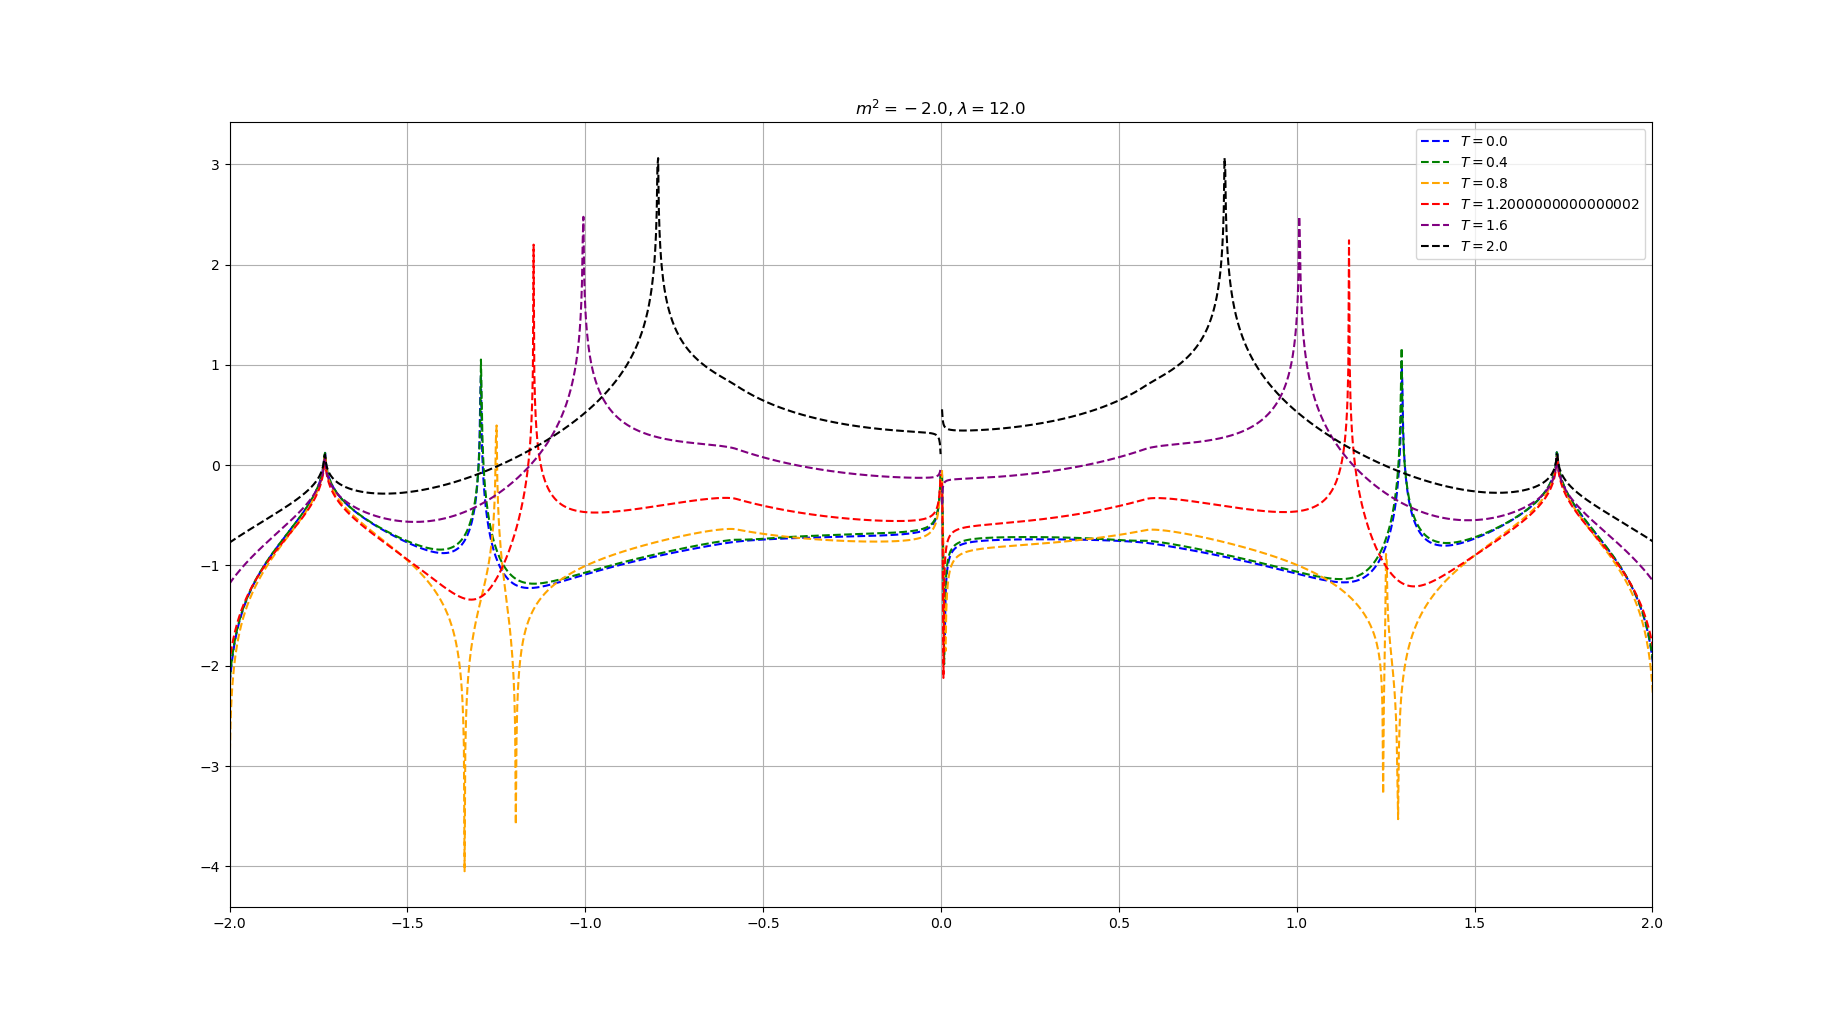 m² = −2.0, λ = 12.0
T = 0.0
T = 0.4
T = 0.8
T = 1.2000000000000002
T = 1.6
T = 2.0
3
2
1
0
−1
−2
−3
−4
−2.0 −1.5 −1.0 −0.5 0.0 0.5 1.0 1.5 2.0